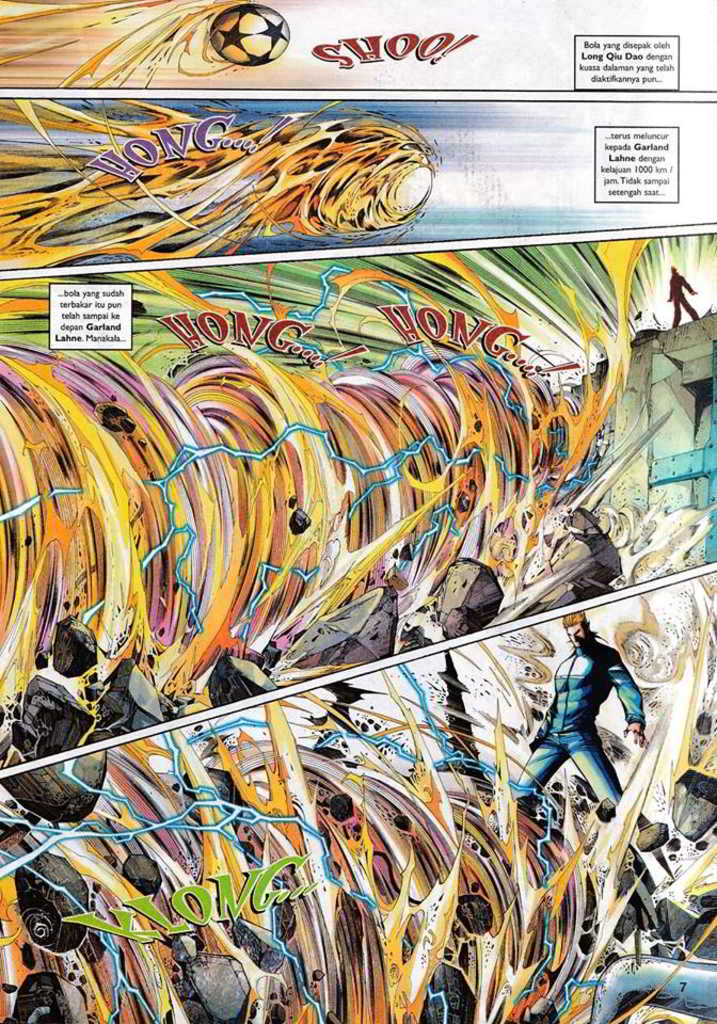 SHOO!
Bola yang disepak oleh
Long Qiu Dao dengan
kuasa dalaman yang telah
diaktifkannya pun...
HONG...!
...terus meluncur
kepada Garland
Lahne dengan
kelajuan 1000 km /
jam. Tidak sampai
setengah saat...
...bola yang sudah
terbakar itu pun
telah sampai ke
depan Garland
Lahne. Manakala...
HONG...!
HONG...!
KLONG...
7